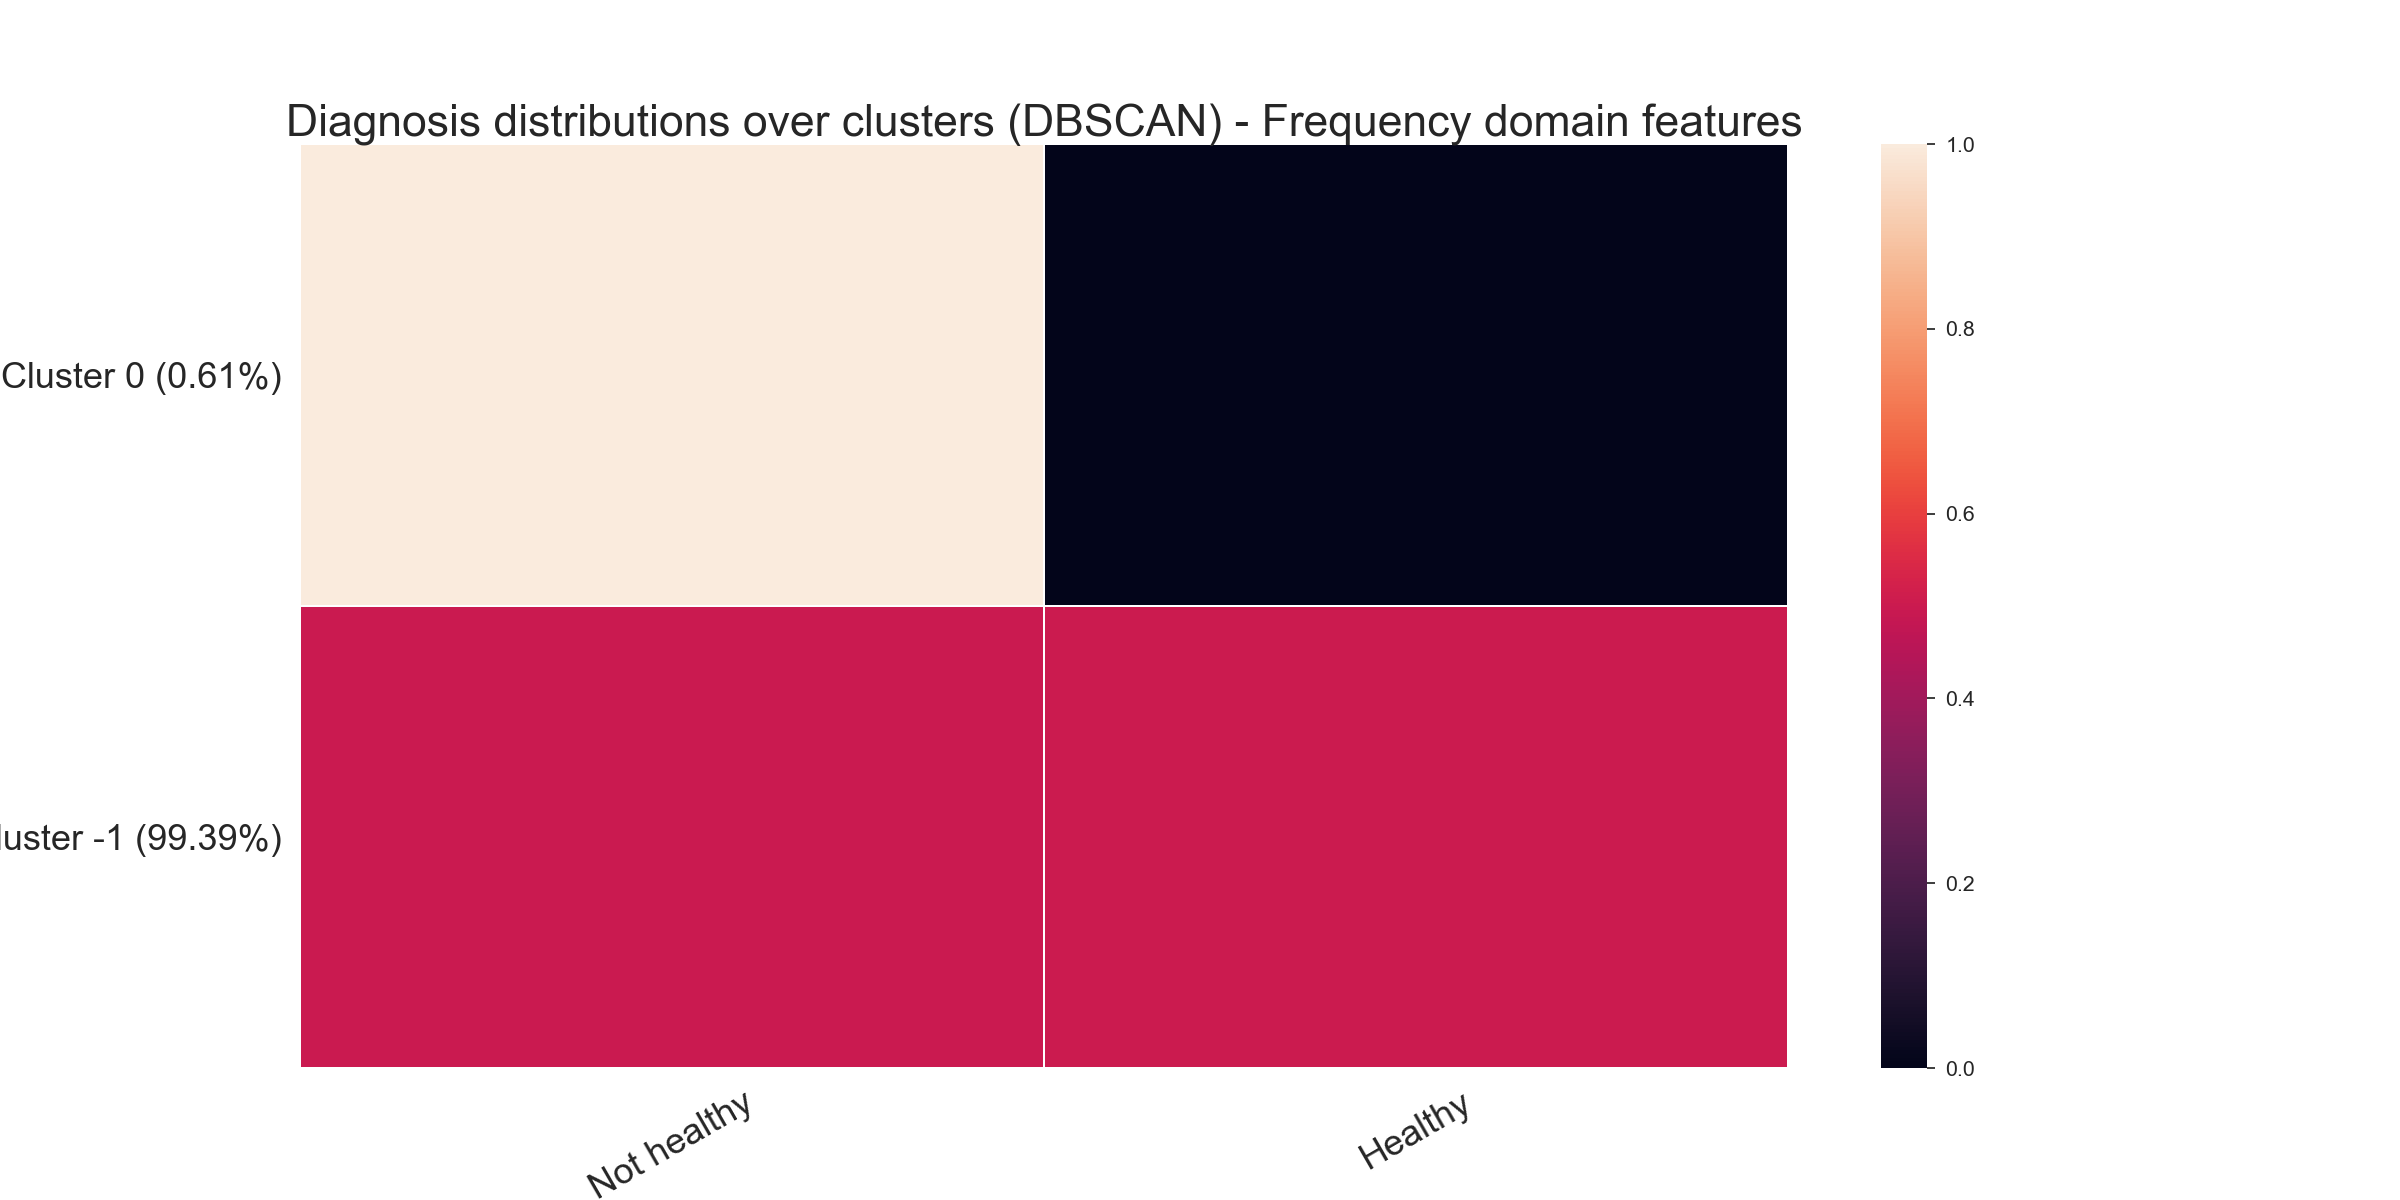 Diagnosis distributions over clusters (DBSCAN) - Frequency domain features
1.0
Cluster 0 (0.61%)
0.8
0.6
0.4
luster -1 (99.39%)
0.2
0.0
Not healthy
Healthy